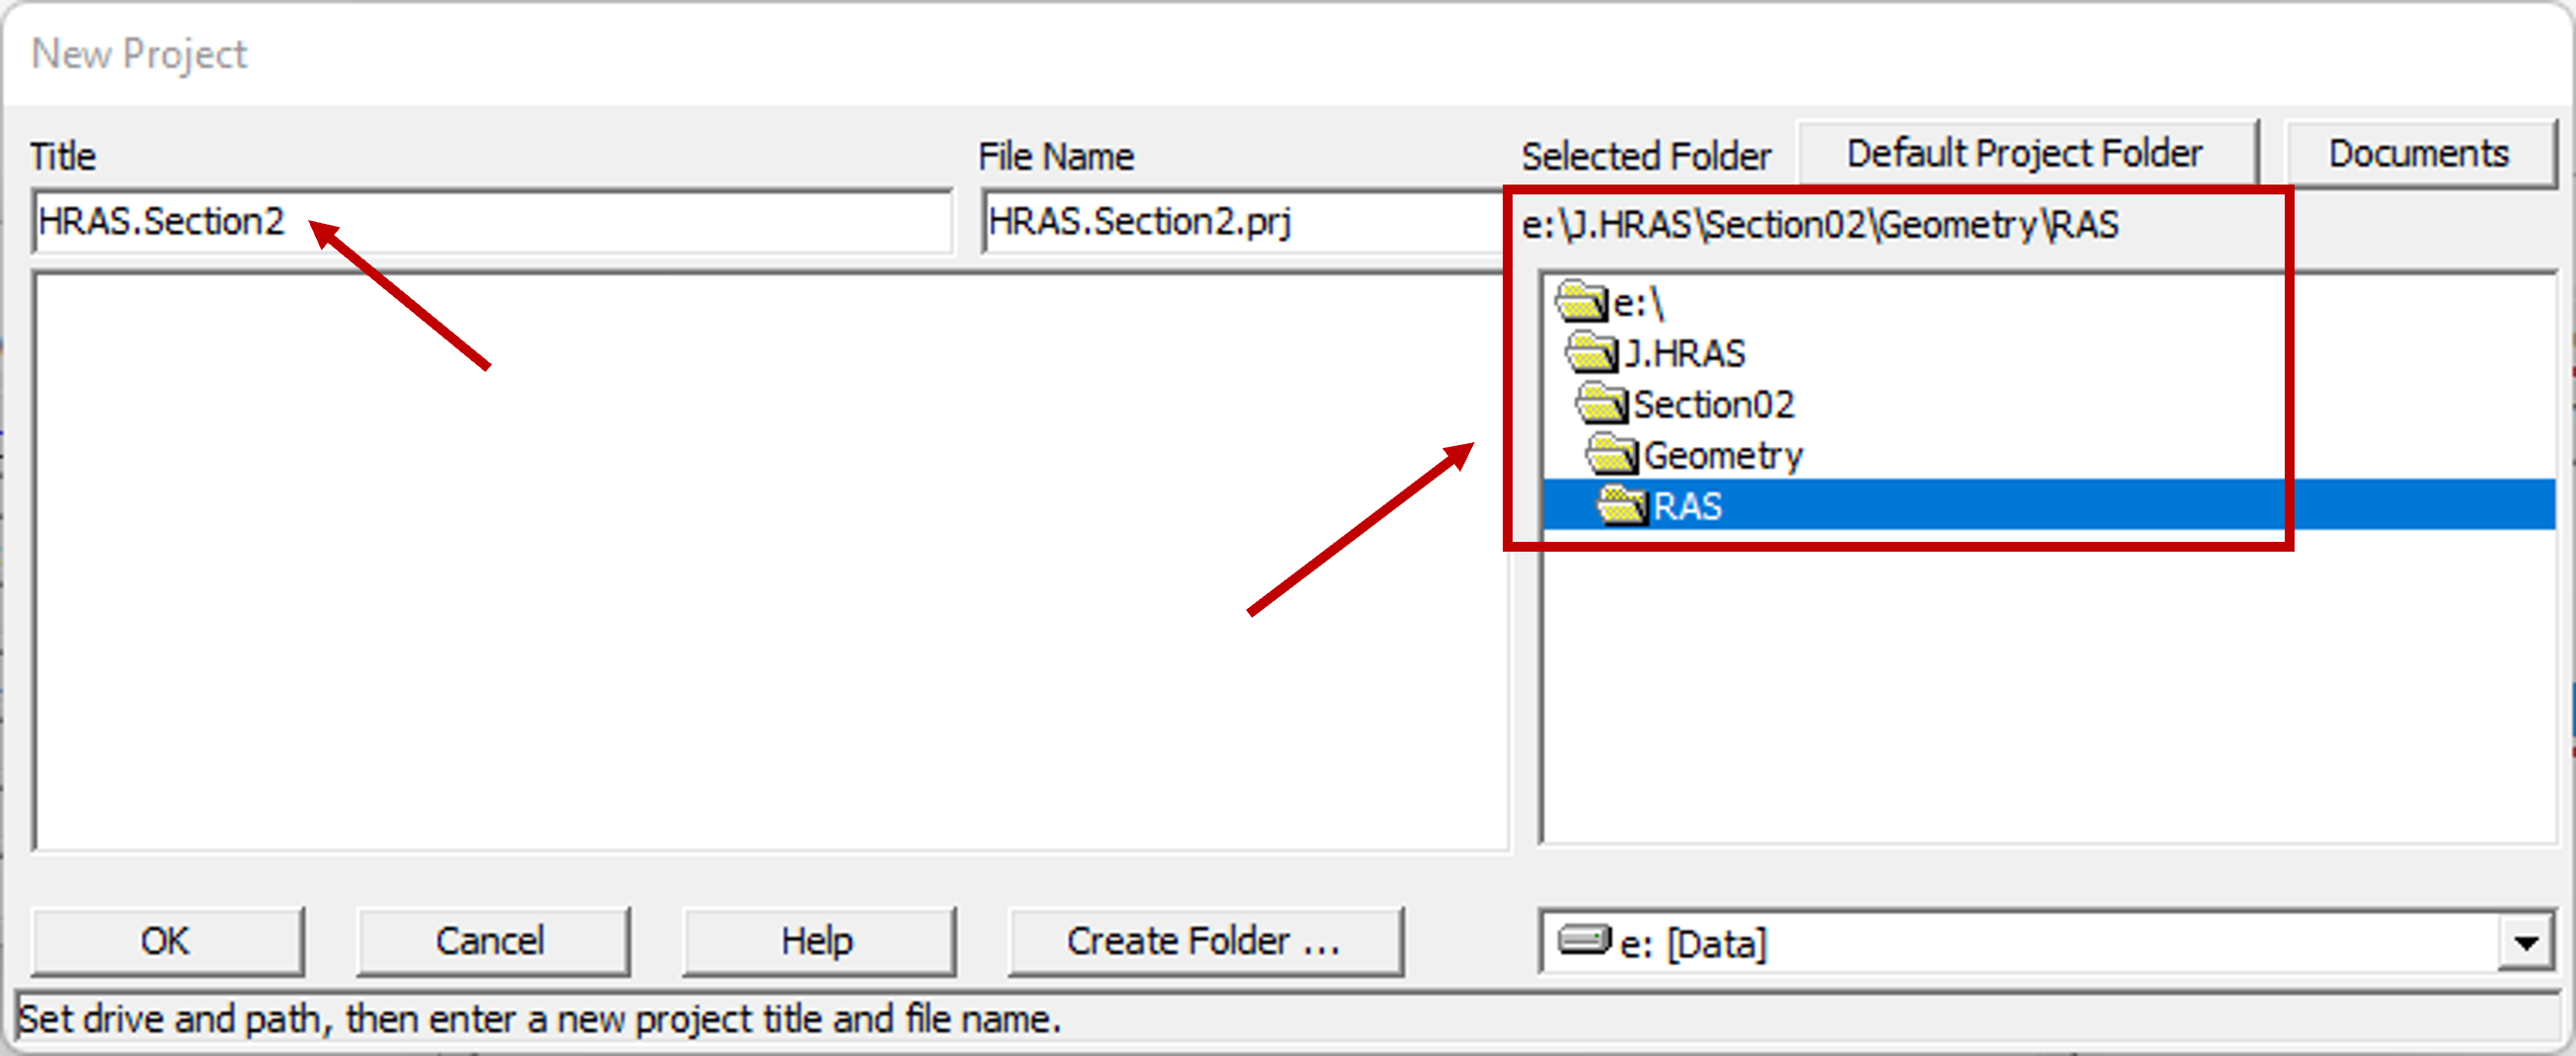 New Project
Title
File Name
Selected Folder
Default Project Folder
Documents
HRAS.Section2
HRAS.Section2.prj
e:\J.HRAS\Section02\Geometry\RAS
e:\
J.HRAS
Section02
Geometry
RAS
OK
Cancel
Help
Create Folder ...
e: [Data]
Set drive and path, then enter a new project title and file name.